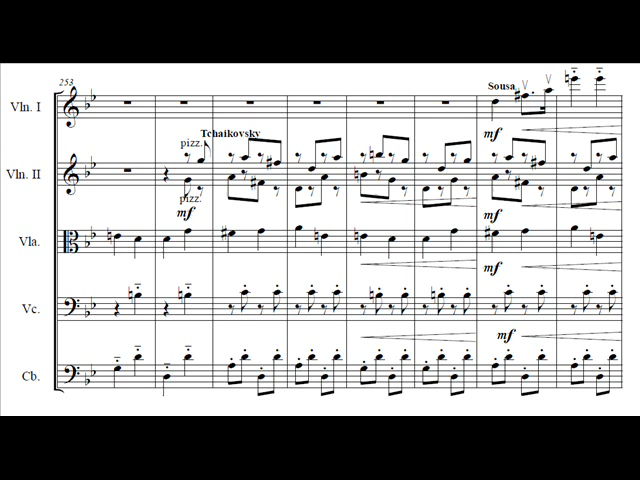 253
Vln. I
Sousa
mf
pizz.
Tchaikovsky
Vln. II
pizz.
mf
mf
Vla.
mf
Vc.
mf
Cb.